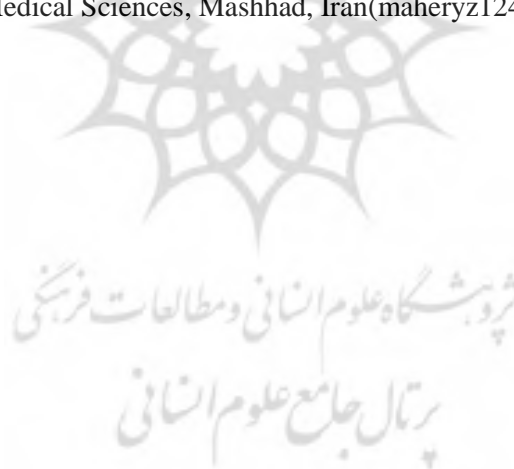 Medical Sciences, Mashhad, Iran(maheryz124
پژوهشگاه علوم انسانی و مطالعات فرهنگی
پرتال جامع علوم انسانی